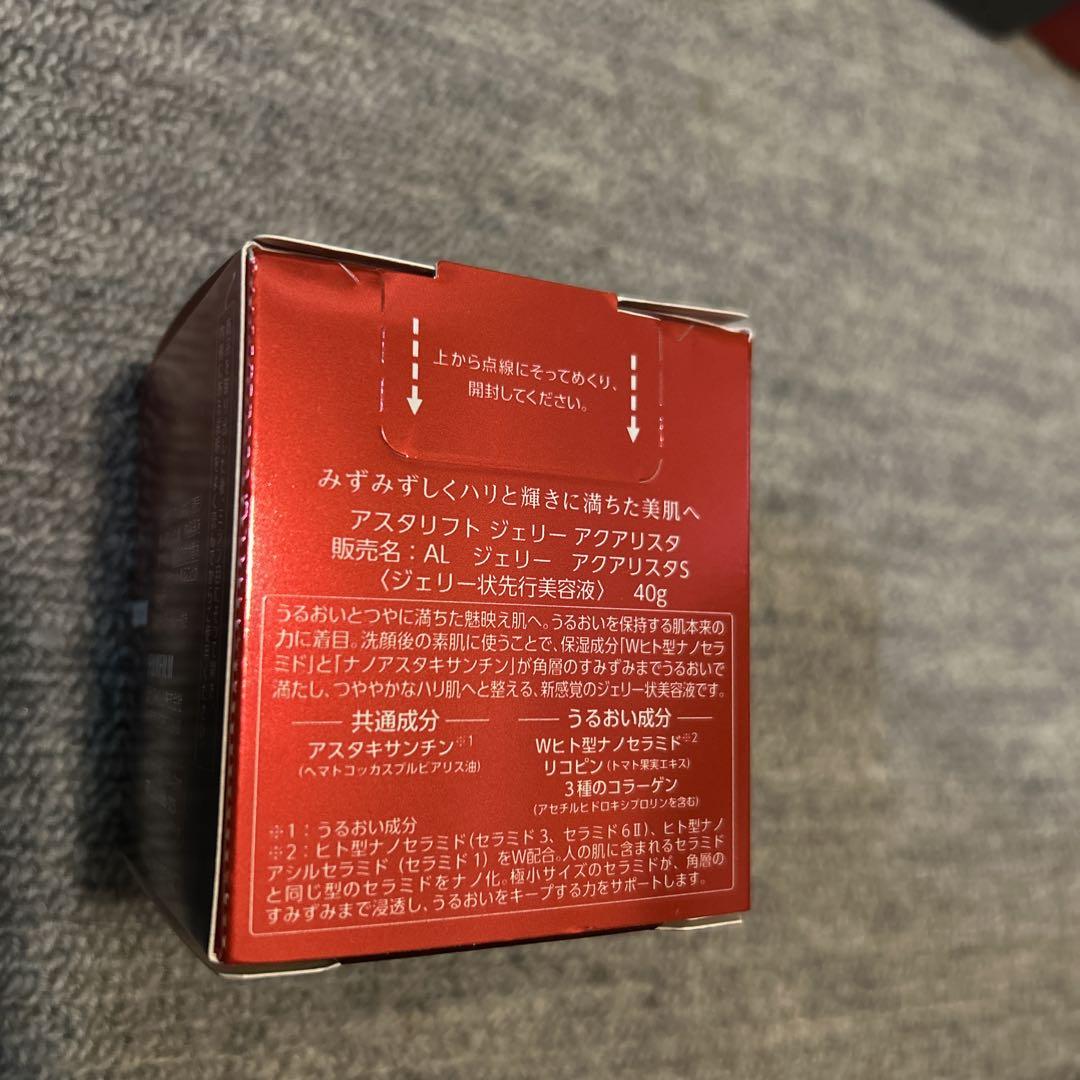 上から点線にそってめくり、
開封してください。
みずみずしくハリと輝きに満ちた美肌へ
アスタリフト ジェリー アクアリスタ
販売名：AL　ジェリー　アクアリスタS
〈ジェリー状先行美容液〉　40g
うるおいとつやに満ちた魅映え肌へ。うるおいを保持する肌本来の
力に着目。洗顔後の素肌に使うことで、保湿成分「Wヒト型ナノセラ
ミド」と「ナノアスタキサンチン」が角層のすみずみまでうるおいで
満たし、つややかなハリ肌へと整える、新感覚のジェリー状美容液です。
共通成分
アスタキサンチン※1
(ヘマトコッカスプルビアリス油)
うるおい成分
Wヒト型ナノセラミド※2
リコピン(トマト果実エキス)
3種のコラーゲン
(アセチルヒドロキシプロリンを含む)
※1：うるおい成分
※2：ヒト型ナノセラミド(セラミド3、セラミド6Ⅱ)、ヒト型ナノ
アシルセラミド（セラミド1）をW配合。人の肌に含まれるセラミド
と同じ型のセラミドをナノ化。極小サイズのセラミドが、角層の
すみずみまで浸透し、うるおいをキープする力をサポートします。